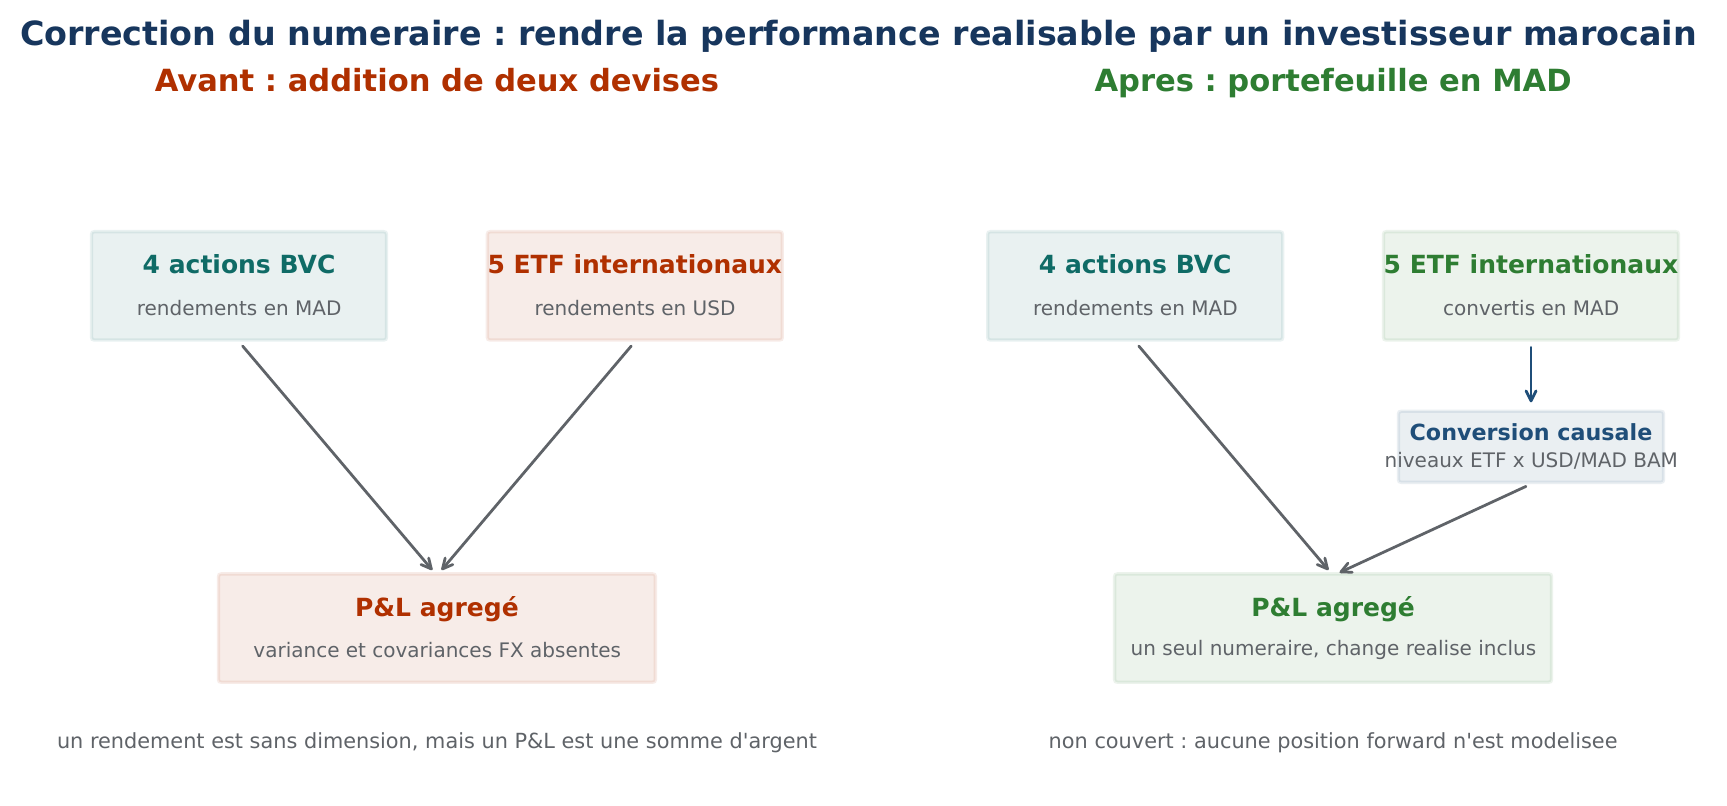 Correction du numeraire : rendre la performance realisable par un investisseur marocain
Avant : addition de deux devises
4 actions BVC
rendements en MAD
5 ETF internationaux
rendements en USD
P&L agregé
variance et covariances FX absentes
un rendement est sans dimension, mais un P&L est une somme d'argent
Apres : portefeuille en MAD
4 actions BVC
rendements en MAD
5 ETF internationaux
convertis en MAD
Conversion causale
niveaux ETF x USD/MAD BAM
P&L agregé
un seul numeraire, change realise inclus
non couvert : aucune position forward n'est modelisee